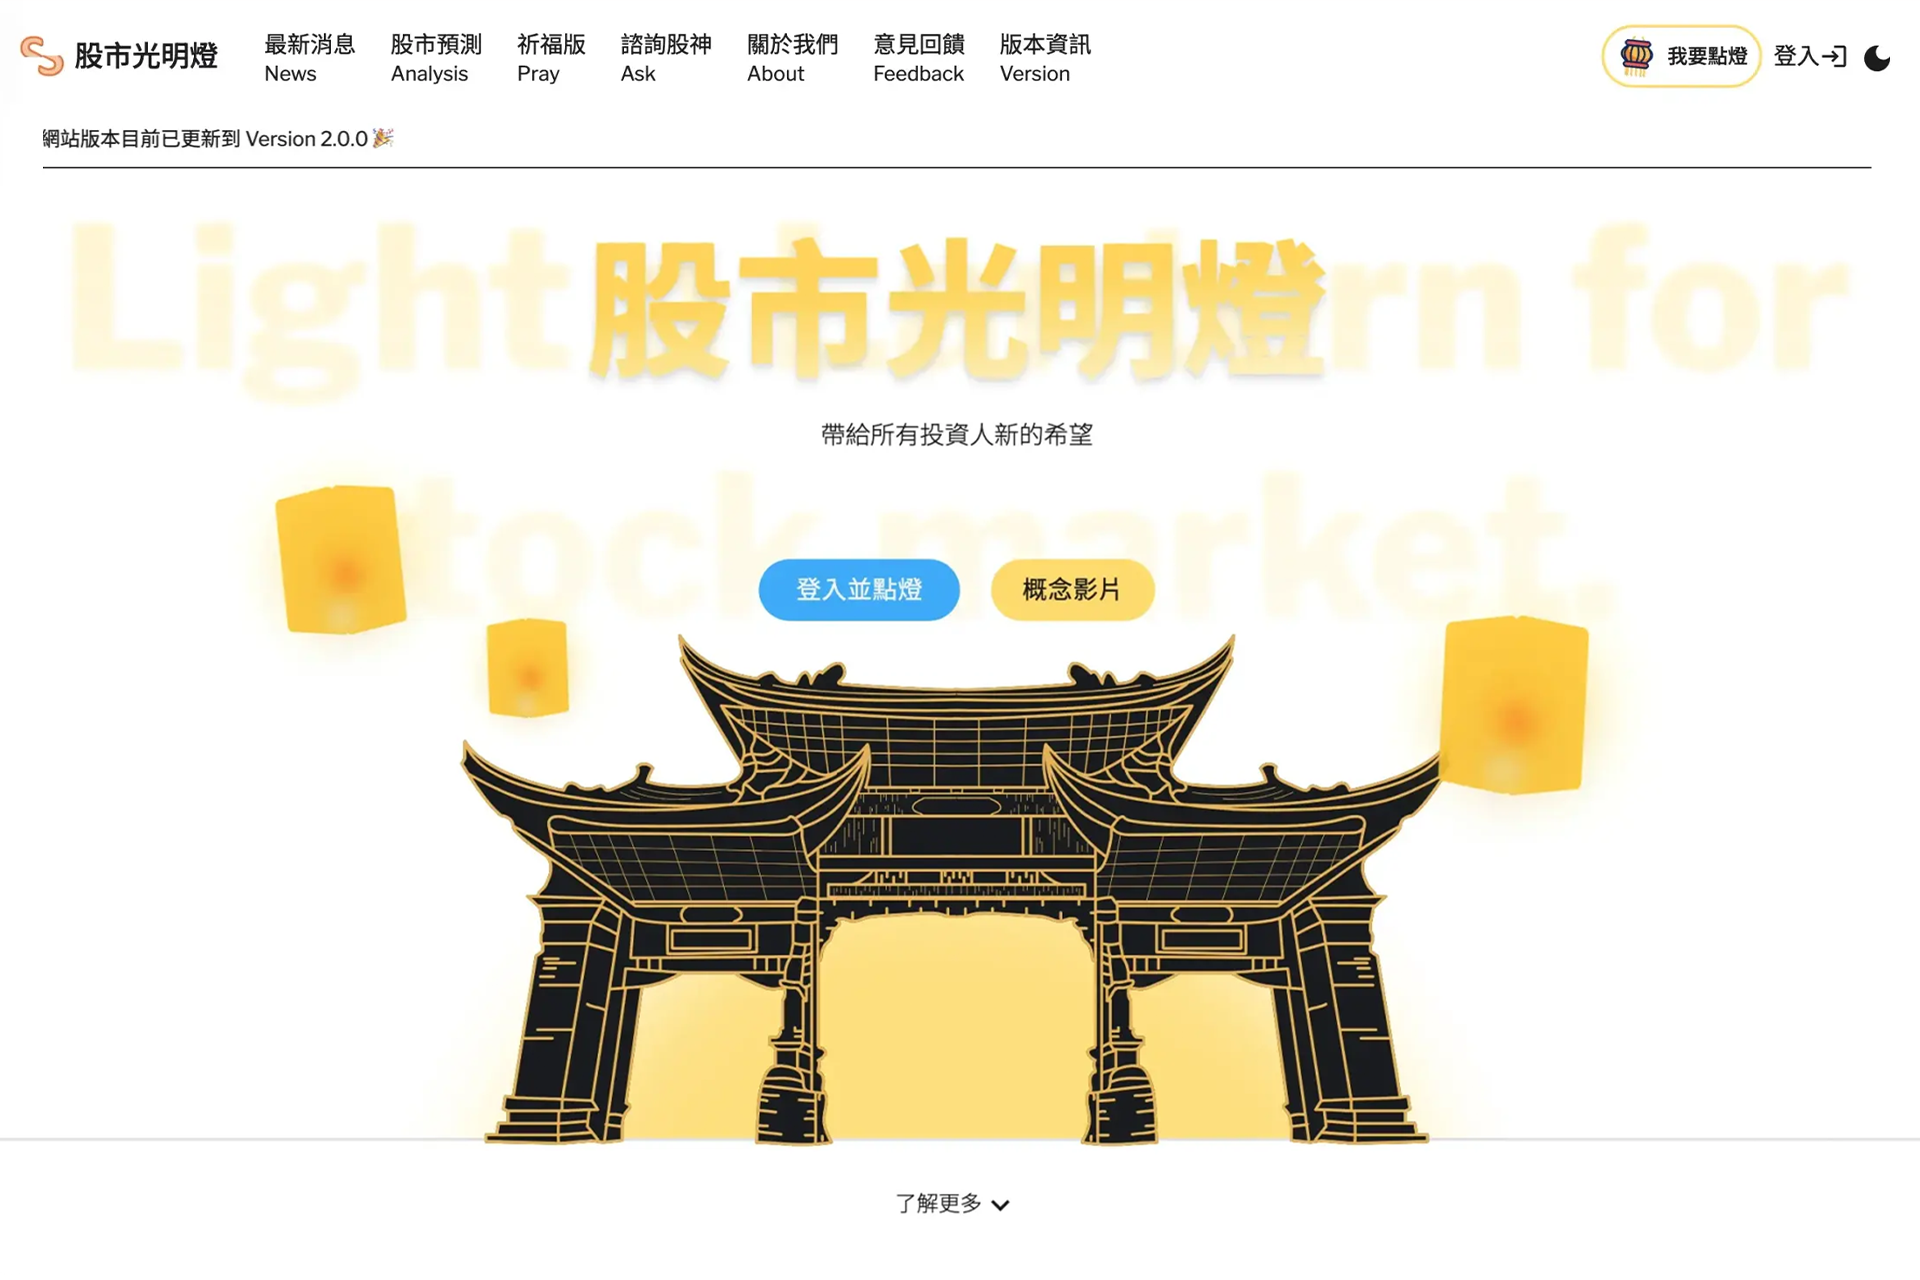 股市光明燈
最新消息 股市預測 祈福版 諮詢股神 關於我們 意見回饋 版本資訊
News Analysis Pray Ask About Feedback Version
我要點燈 登入
網站版本目前已更新到 Version 2.0.0
Light rn for
股市光明燈
帶給所有投資人新的希望
tock market.
登入並點燈 概念影片
了解更多